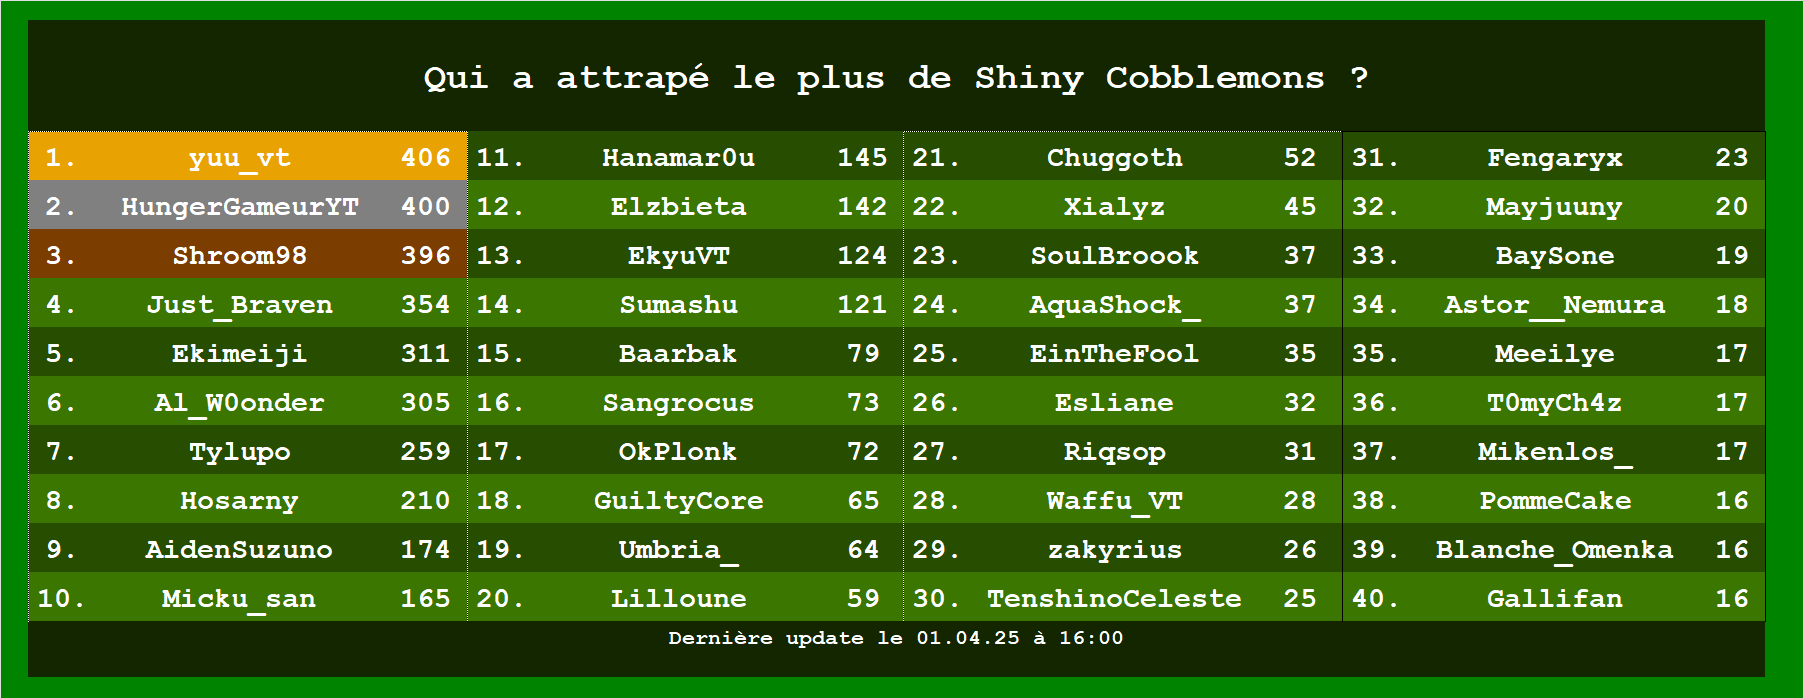 Qui a attrapé le plus de Shiny Cobblemons ?
1. yuu_vt 406
2. HungerGameurYT 400
3. Shroom98 396
4. Just_Braven 354
5. Ekimeiji 311
6. Al_W0onder 305
7. Tylupo 259
8. Hosarny 210
9. AidenSuzuno 174
10. Micku_san 165
11. Hanamar0u 145
12. Elzbieta 142
13. EkyuVT 124
14. Sumashu 121
15. Baarbak 79
16. Sangrocus 73
17. OkPlonk 72
18. GuiltyCore 65
19. Umbria_ 64
20. Lilloune 59
21. Chuggoth 52
22. Xialyz 45
23. SoulBroook 37
24. AquaShock_ 37
25. EinTheFool 35
26. Esliane 32
27. Riqsop 31
28. Waffu_VT 28
29. zakyrius 26
30. TenshinoCeleste 25
31. Fengaryx 23
32. Mayjuuny 20
33. BaySone 19
34. Astor__Nemura 18
35. Meeilye 17
36. T0myCh4z 17
37. Mikenlos_ 17
38. PommeCake 16
39. Blanche_Omenka 16
40. Gallifan 16
Dernière update le 01.04.25 à 16:00